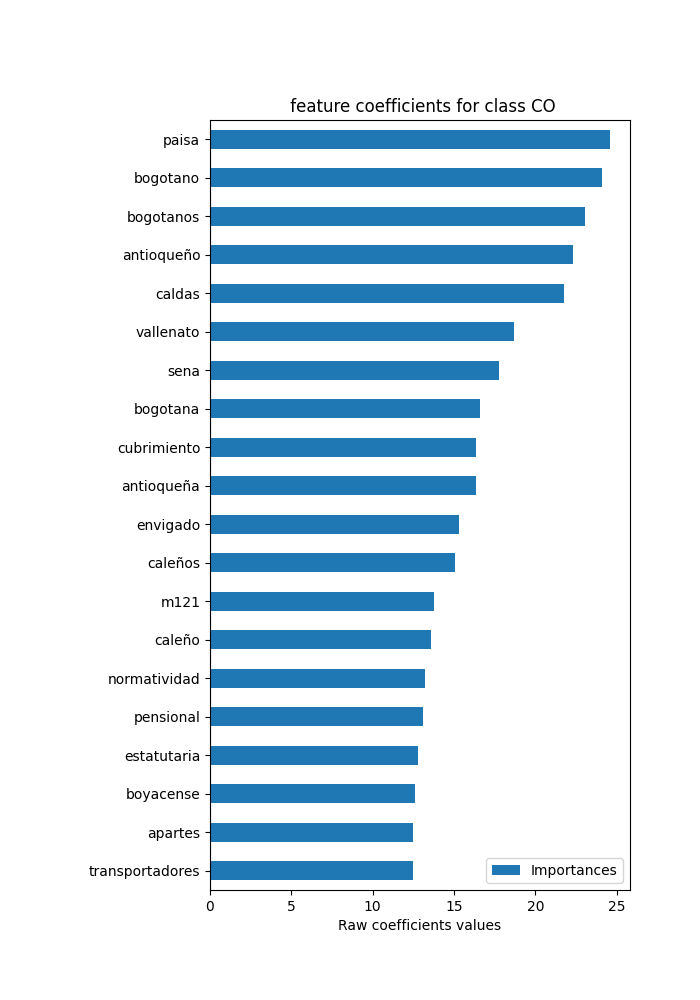 feature coefficients for class CO
paisa
bogotano
bogotanos
antioqueño
caldas
vallenato
sena
bogotana
cubrimiento
antioqueña
envigado
caleños
m121
caleño
normatividad
pensional
estatutaria
boyacense
apartes
transportadores
Importances
0 5 10 15 20 25
Raw coefficients values